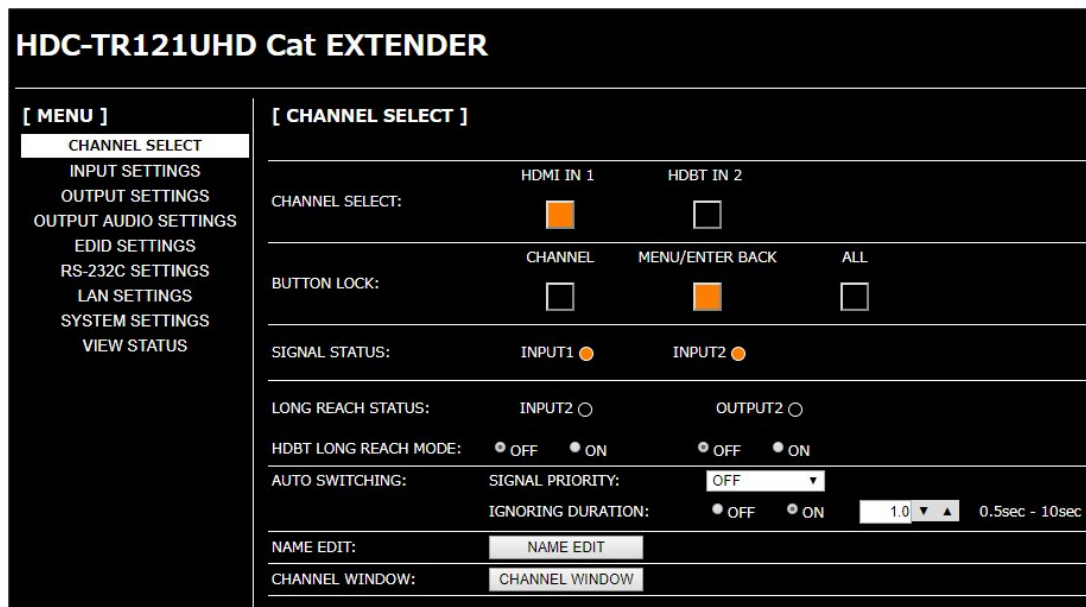 HDC-TR121UHD Cat EXTENDER
[ MENU ]
CHANNEL SELECT
INPUT SETTINGS
OUTPUT SETTINGS
OUTPUT AUDIO SETTINGS
EDID SETTINGS
RS-232C SETTINGS
LAN SETTINGS
SYSTEM SETTINGS
VIEW STATUS
[ CHANNEL SELECT ]
HDMI IN 1 HDBT IN 2
CHANNEL SELECT:
CHANNEL MENU/ENTER BACK ALL
BUTTON LOCK:
SIGNAL STATUS: INPUT1 INPUT2
LONG REACH STATUS: INPUT2 OUTPUT2
HDBT LONG REACH MODE: OFF ON OFF ON
AUTO SWITCHING: SIGNAL PRIORITY: OFF
IGNORING DURATION: OFF ON 1.0 0.5sec - 10sec
NAME EDIT: NAME EDIT
CHANNEL WINDOW: CHANNEL WINDOW